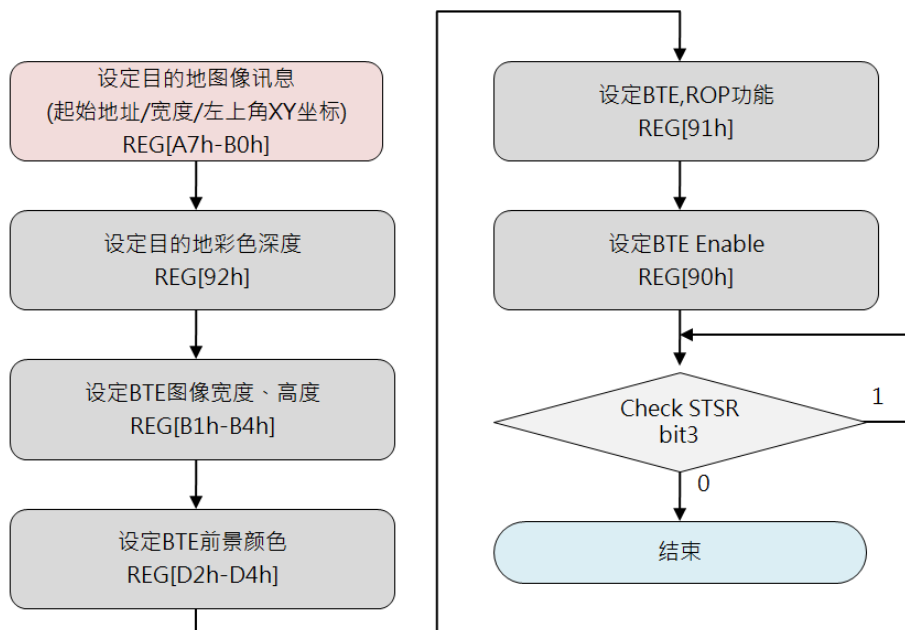 设定目的地图像讯息
(起始地址/宽度/左上角XY坐标)
REG[A7h-B0h]
设定目的地彩色深度
REG[92h]
设定BTE图像宽度、高度
REG[B1h-B4h]
设定BTE前景颜色
REG[D2h-D4h]
设定BTE,ROP功能
REG[91h]
设定BTE Enable
REG[90h]
Check STSR
bit3
1
0
结束